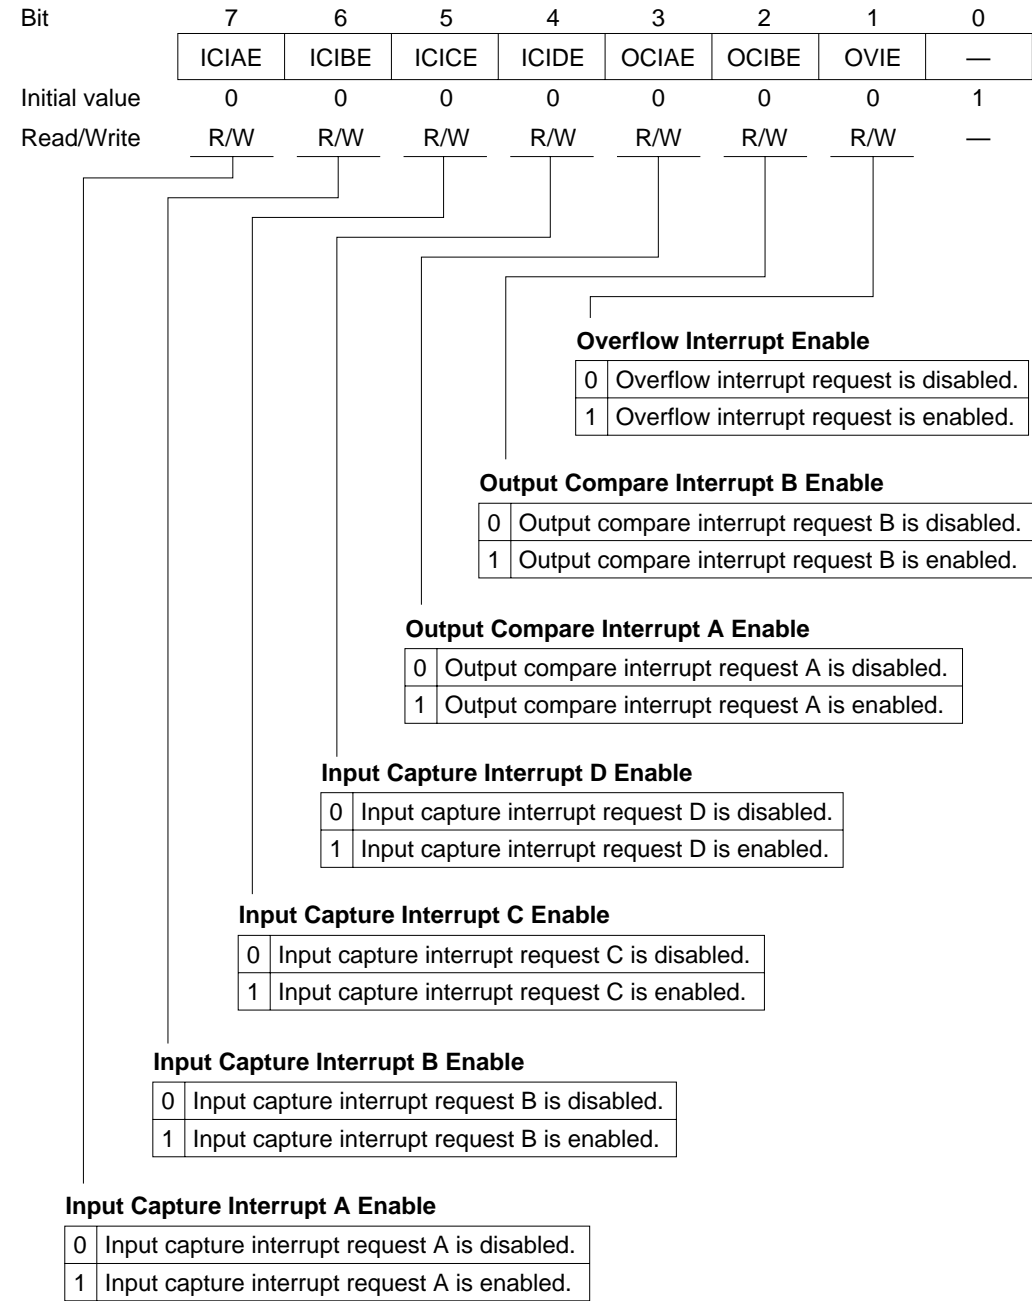 Bit 7 6 5 4 3 2 1 0
ICIAE ICIBE ICICE ICIDE OCIAE OCIBE OVIE —
Initial value 0 0 0 0 0 0 0 1
Read/Write R/W R/W R/W R/W R/W R/W R/W —
Overflow Interrupt Enable
0 Overflow interrupt request is disabled.
1 Overflow interrupt request is enabled.
Output Compare Interrupt B Enable
0 Output compare interrupt request B is disabled.
1 Output compare interrupt request B is enabled.
Output Compare Interrupt A Enable
0 Output compare interrupt request A is disabled.
1 Output compare interrupt request A is enabled.
Input Capture Interrupt D Enable
0 Input capture interrupt request D is disabled.
1 Input capture interrupt request D is enabled.
Input Capture Interrupt C Enable
0 Input capture interrupt request C is disabled.
1 Input capture interrupt request C is enabled.
Input Capture Interrupt B Enable
0 Input capture interrupt request B is disabled.
1 Input capture interrupt request B is enabled.
Input Capture Interrupt A Enable
0 Input capture interrupt request A is disabled.
1 Input capture interrupt request A is enabled.